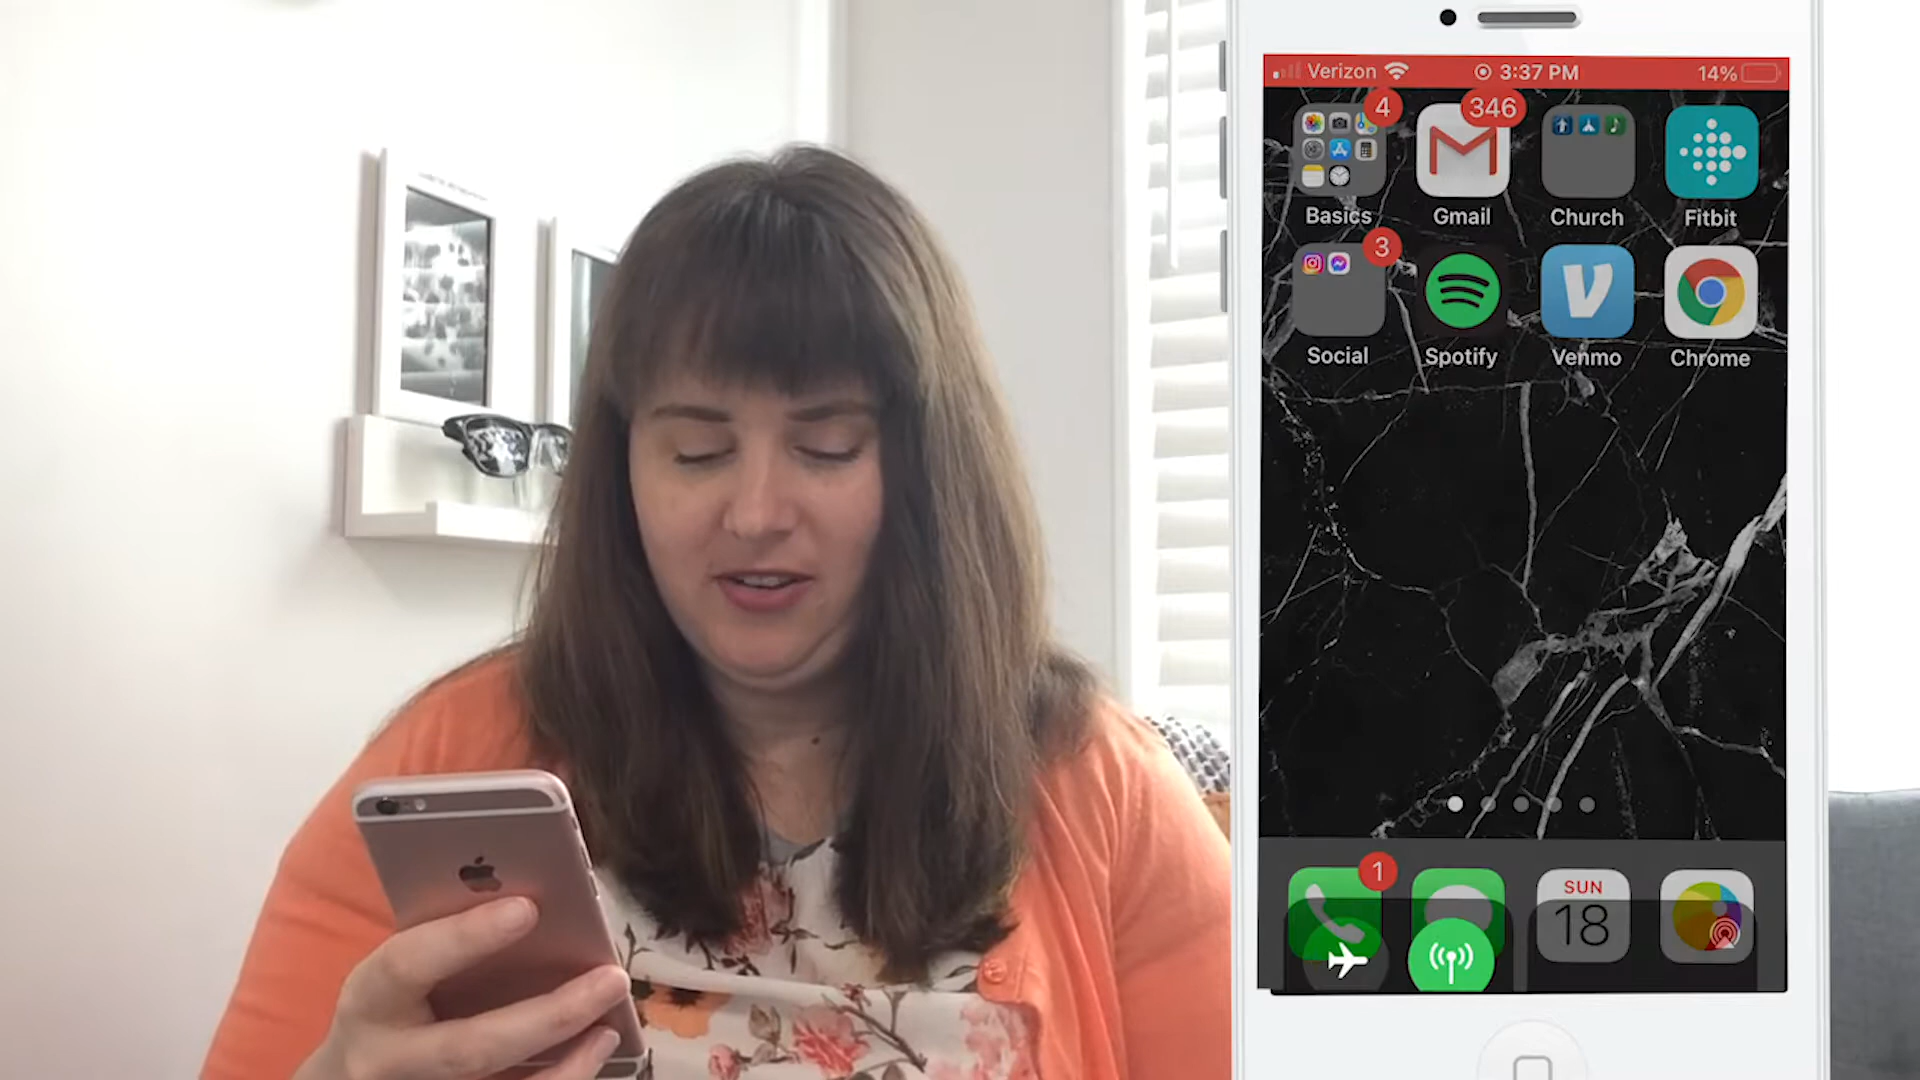 Verizon 3:37 PM 14%
4 346
Basics Gmail Church Fitbit
3
Social Spotify Venmo Chrome
1
SUN
18